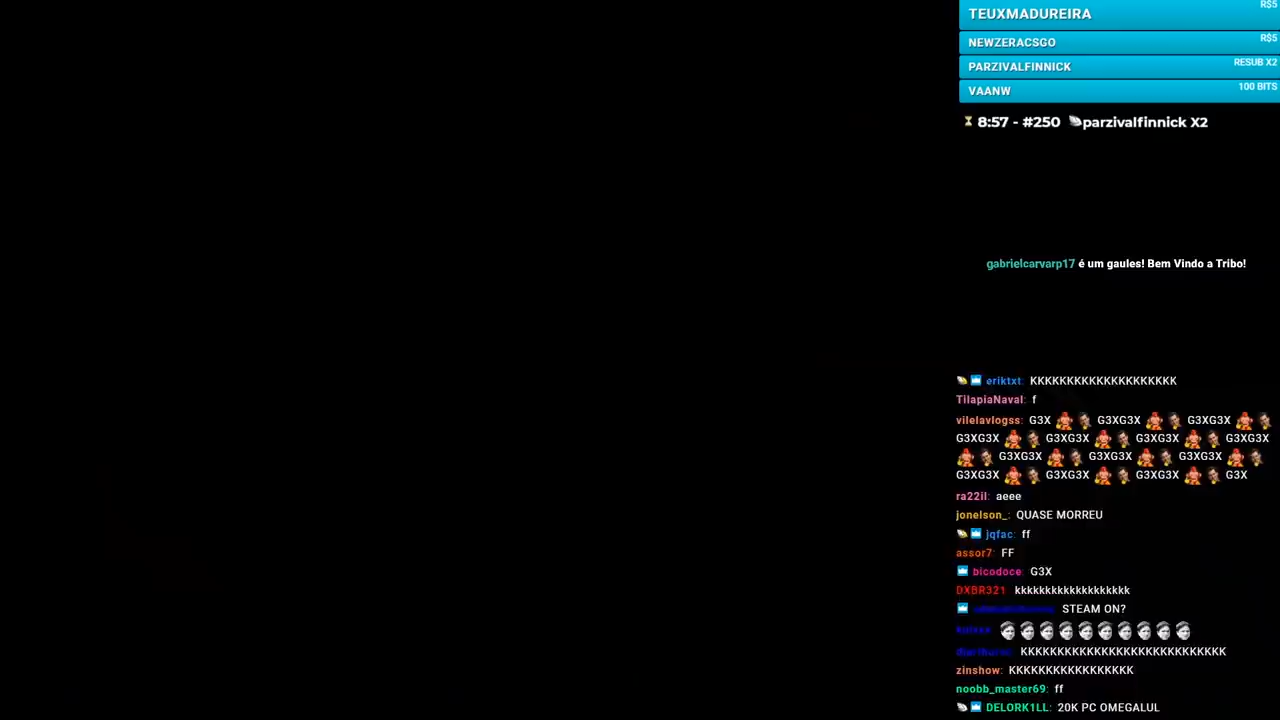 TEUXMADUREIRA R$5
NEWZERACSGO R$5
PARZIVALFINNICK RESUB X2
VAANW 100 BITS
8:57 - #250 parzivalfinnick X2
gabrielcarvarp17 é um gaules! Bem Vindo a Tribo!
eriktxt: KKKKKKKKKKKKKKKKKKKK
TilapiaNaval: f
vilelavlogss: G3X G3XG3X G3XG3X
G3XG3X G3XG3X G3XG3X G3XG3X
G3XG3X G3XG3X G3XG3X
G3XG3X G3XG3X G3XG3X G3X
ra22il: aeee
jonelson_: QUASE MORREU
jqfac: ff
assor7: FF
bicodoce: G3X
DXBR321: kkkkkkkkkkkkkkkkkk
STEAM ON?
KKKKKKKKKKKKKKKKKKKKKKKKKKKK
zinshow: KKKKKKKKKKKKKKKKK
noobb_master69: ff
DELORK1LL: 20K PC OMEGALUL